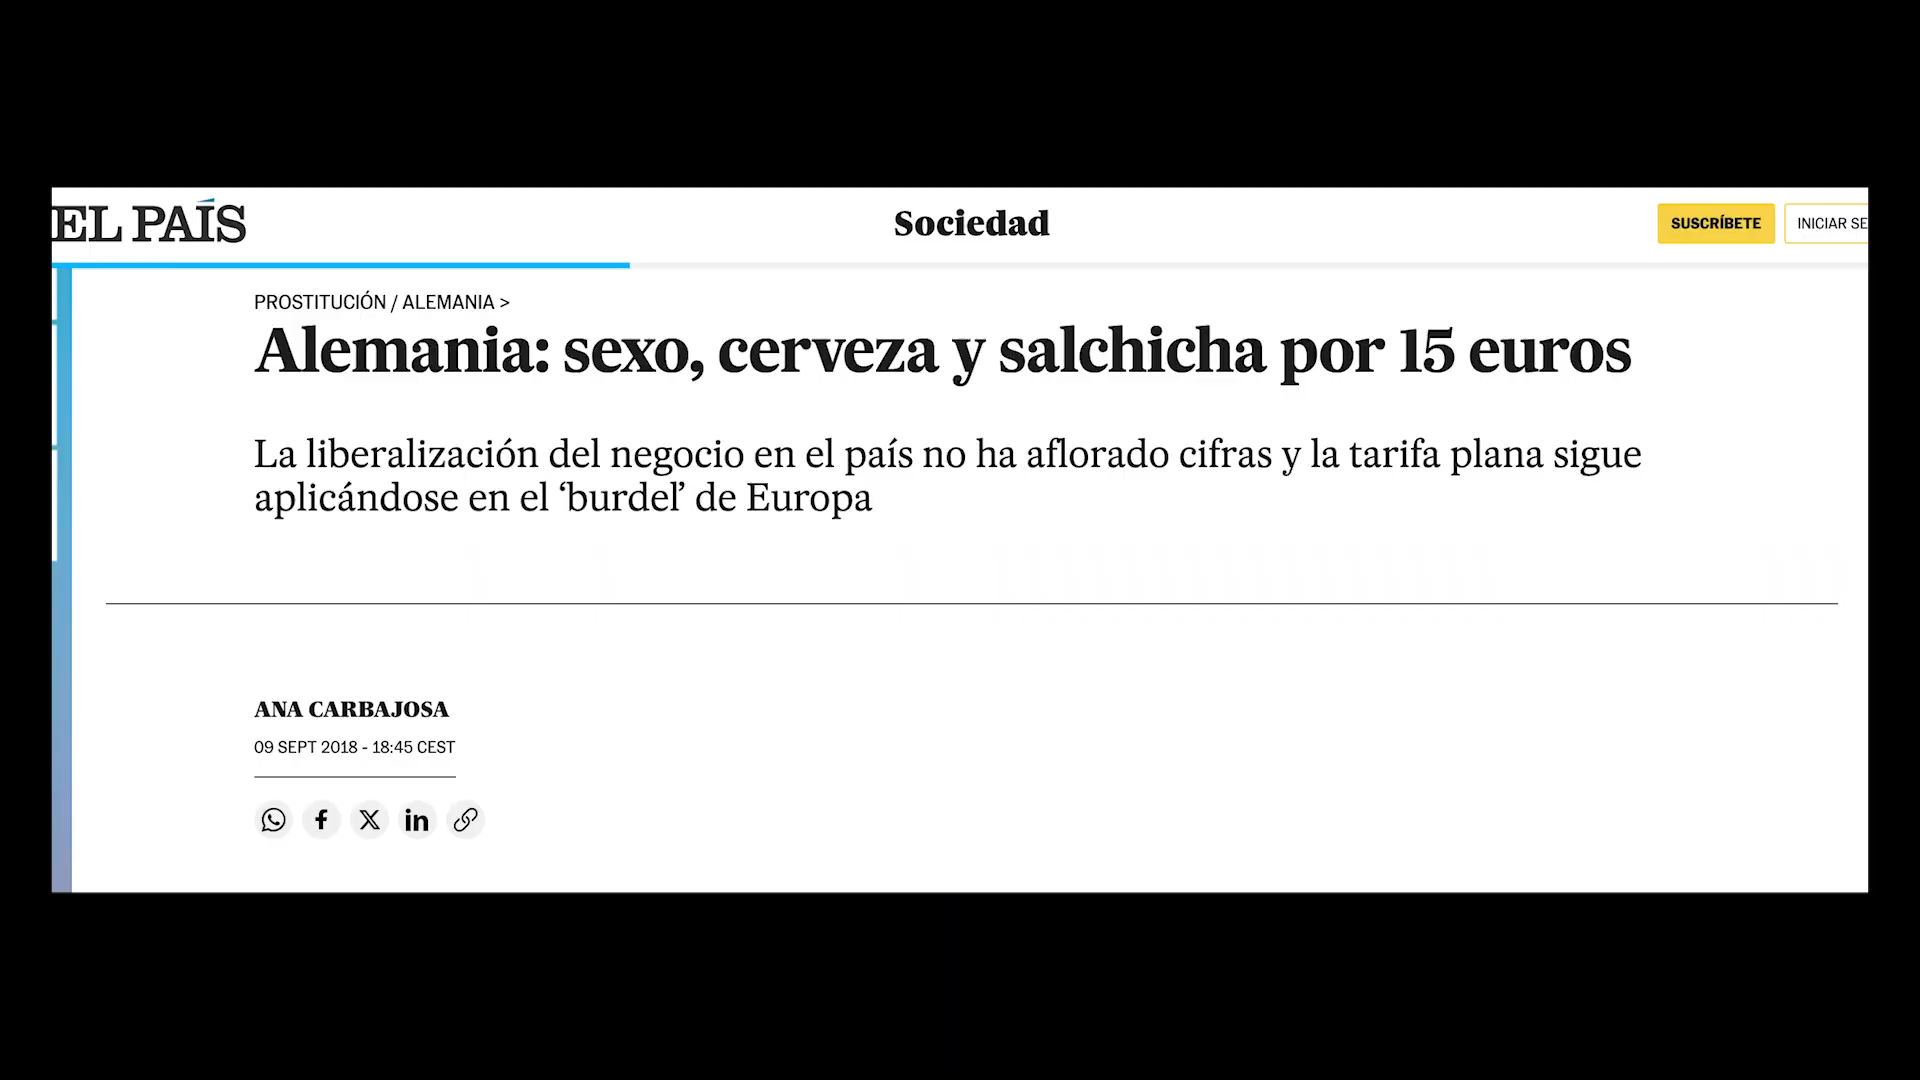 EL PAÍS
Sociedad
SUSCRÍBETE
INICIAR SE
PROSTITUCIÓN / ALEMANIA >
Alemania: sexo, cerveza y salchicha por 15 euros
La liberalización del negocio en el país no ha aflorado cifras y la tarifa plana sigue
aplicándose en el ‘burdel’ de Europa
ANA CARBAJOSA
09 SEPT 2018 - 18:45 CEST